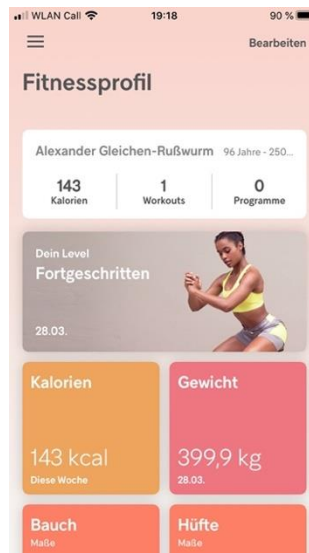 WLAN Call 19:18 90 %
Bearbeiten
Fitnessprofil
Alexander Gleichen-Rußwurm 96 Jahre - 250...
143 1 0
Kalorien Workouts Programme
Dein Level
Fortgeschritten
28.03.
Kalorien Gewicht
143 kcal 399,9 kg
Diese Woche 28.03.
Bauch Hüfte
Maße Maße